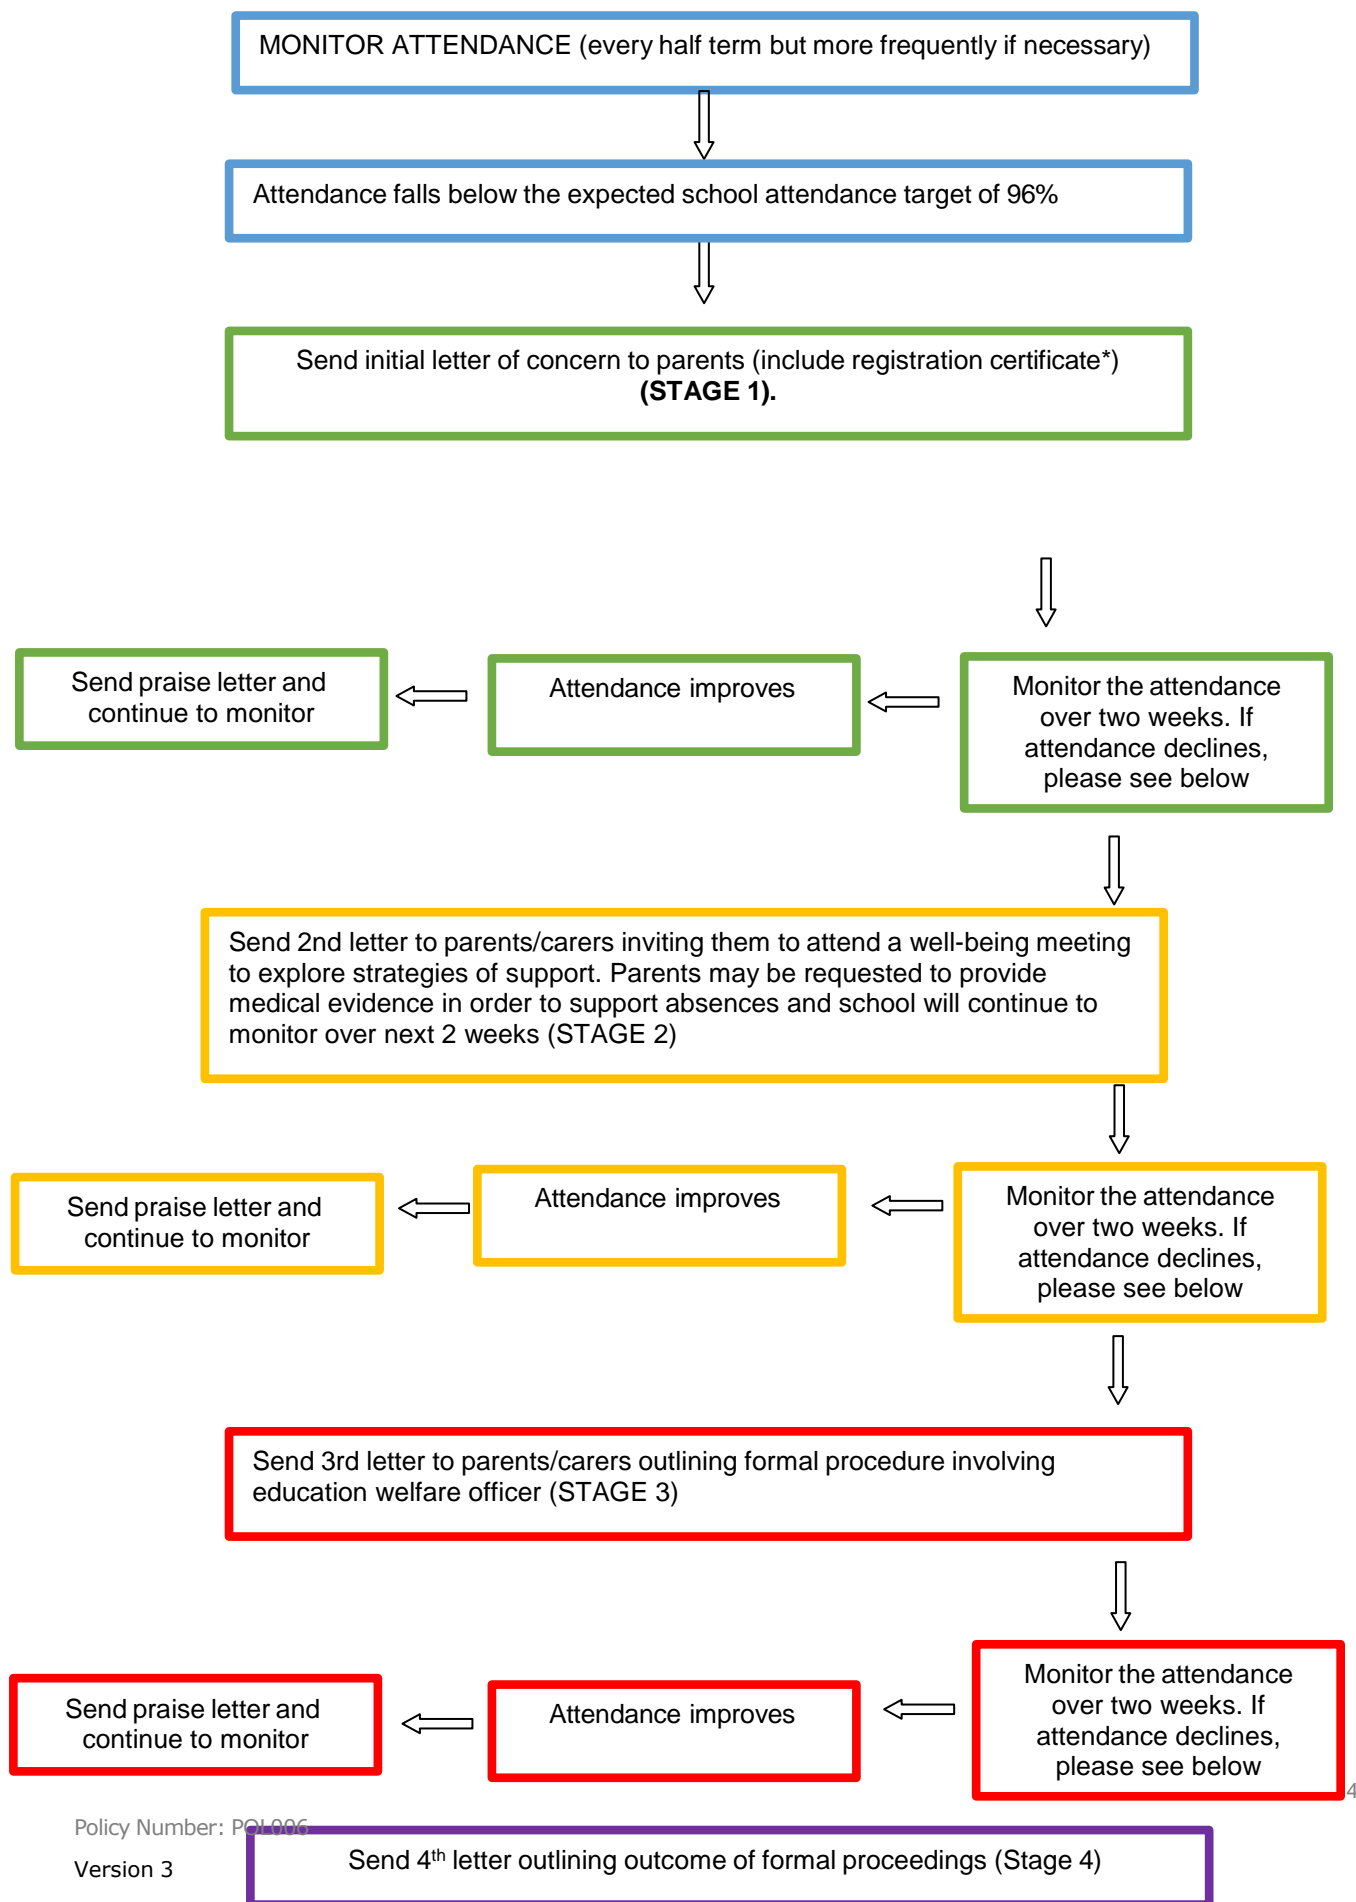 MONITOR ATTENDANCE (every half term but more frequently if necessary)
Attendance falls below the expected school attendance target of 96%
Send initial letter of concern to parents (include registration certificate*)
(STAGE 1).
Send praise letter and
continue to monitor
Attendance improves
Monitor the attendance
over two weeks. If
attendance declines,
please see below
Send 2nd letter to parents/carers inviting them to attend a well-being meeting
to explore strategies of support. Parents may be requested to provide
medical evidence in order to support absences and school will continue to
monitor over next 2 weeks (STAGE 2)
Send praise letter and
continue to monitor
Attendance improves
Monitor the attendance
over two weeks. If
attendance declines,
please see below
Send 3rd letter to parents/carers outlining formal procedure involving
education welfare officer (STAGE 3)
Send praise letter and
continue to monitor
Attendance improves
Monitor the attendance
over two weeks. If
attendance declines,
please see below
4
Policy Number: POL006
Version 3
Send 4th letter outlining outcome of formal proceedings (Stage 4)